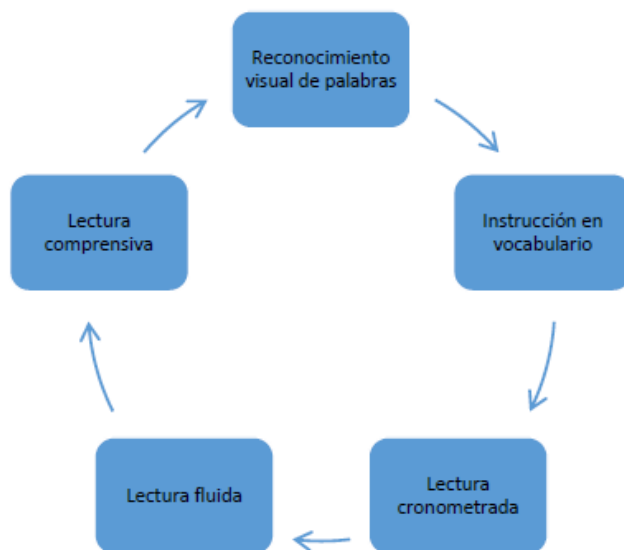 Reconocimiento
visual de palabras
Instrucción en
vocabulario
Lectura
cronometrada
Lectura fluida
Lectura
comprensiva